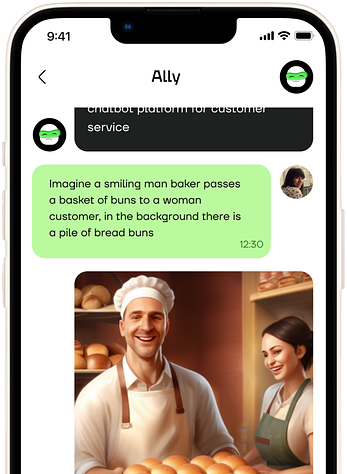 9:41
Ally
chatbot platform for customer
service
Imagine a smiling man baker passes
a basket of buns to a woman
customer, in the background there is
a pile of bread buns
12:30